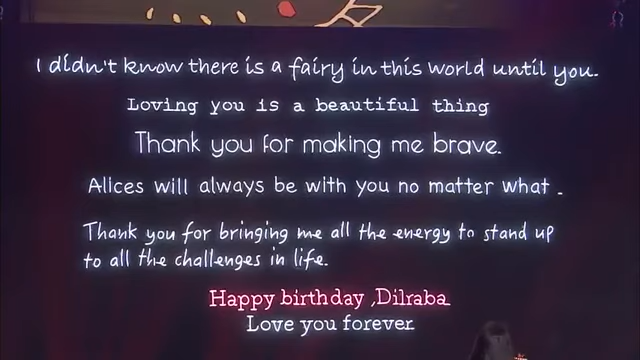 I didn't know there is a fairy in this world until you.
Loving you is a beautiful thing
Thank you for making me brave.
Alices will always be with you no matter what .
Thank you for bringing me all the energy to stand up
to all the challenges in life.
Happy birthday ,Dilraba
Love you forever